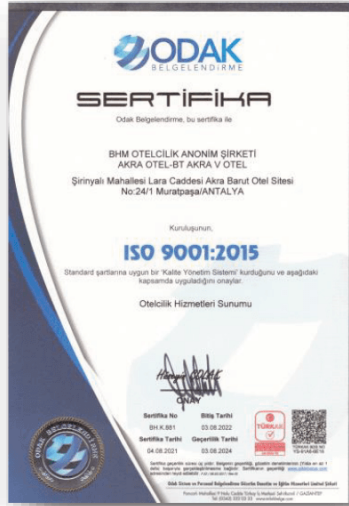 ODAK
BELGELENDİRME
SERTİFİKA
Odak Belgelendirme, bu sertifika ile
BHM OTELCİLİK ANONİM ŞİRKETİ
AKRA OTEL-BT AKRA V OTEL
Şirinyalı Mahallesi Lara Caddesi Akra Barut Otel Sitesi
No:24/1 Muratpaşa/ANTALYA
Kuruluşunun,
ISO 9001:2015
Standard şartlarına uygun bir 'Kalite Yönetim Sistemi' kurduğunu ve aşağıdaki
kapsamda uyguladığını onaylar.
Otelcilik Hizmetleri Sunumu
ONAY
Sertifika No
Bitiş Tarihi
BH.K.881
03.08.2022
Sertifika Tarihi
Geçerlilik Tarihi
04.08.2021
03.08.2024
TÜRKAK
ODAK BELGELENDİRME